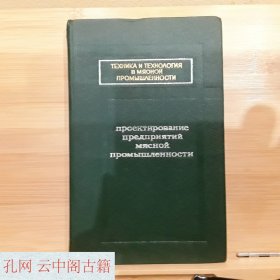 ТЕХНИКА И ТЕХНОЛОГИЯ
В МЯСНОЙ
ПРОМЫШЛЕННОСТИ
проектирование
предприятий
мясной
промышленности
孔网 云中阁古籍